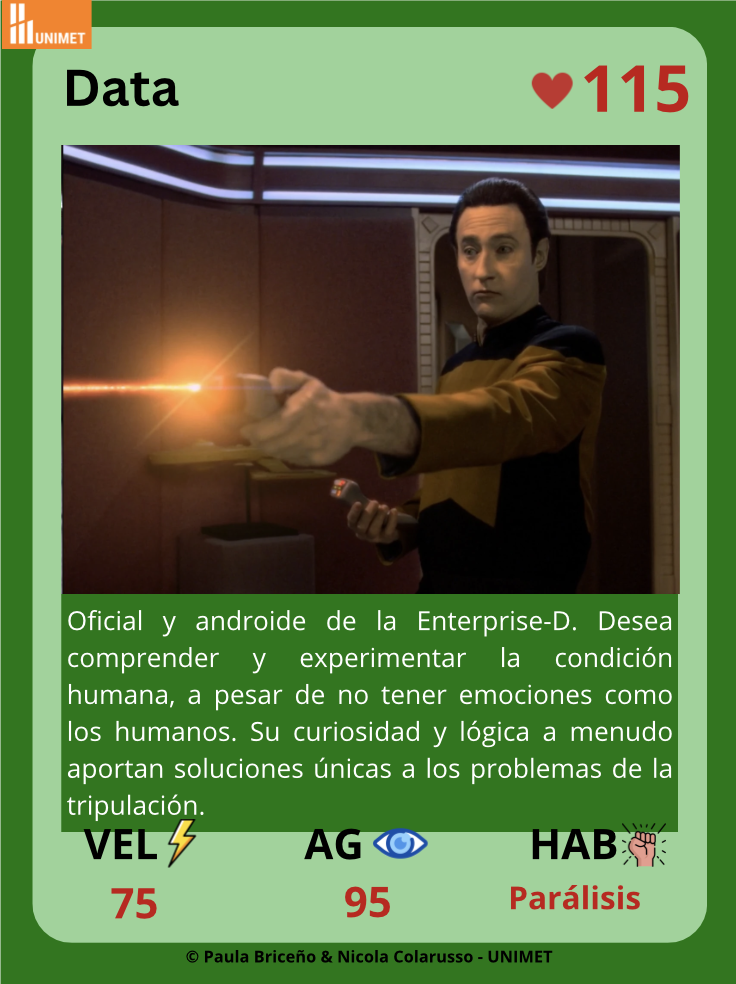 UNIMET
Data
115
Oficial y androide de la Enterprise-D. Desea
comprender y experimentar la condición
humana, a pesar de no tener emociones como
los humanos. Su curiosidad y lógica a menudo
aportan soluciones únicas a los problemas de la
tripulación.
VEL AG HAB
75 95 Parálisis
© Paula Briceño & Nicola Colarusso - UNIMET